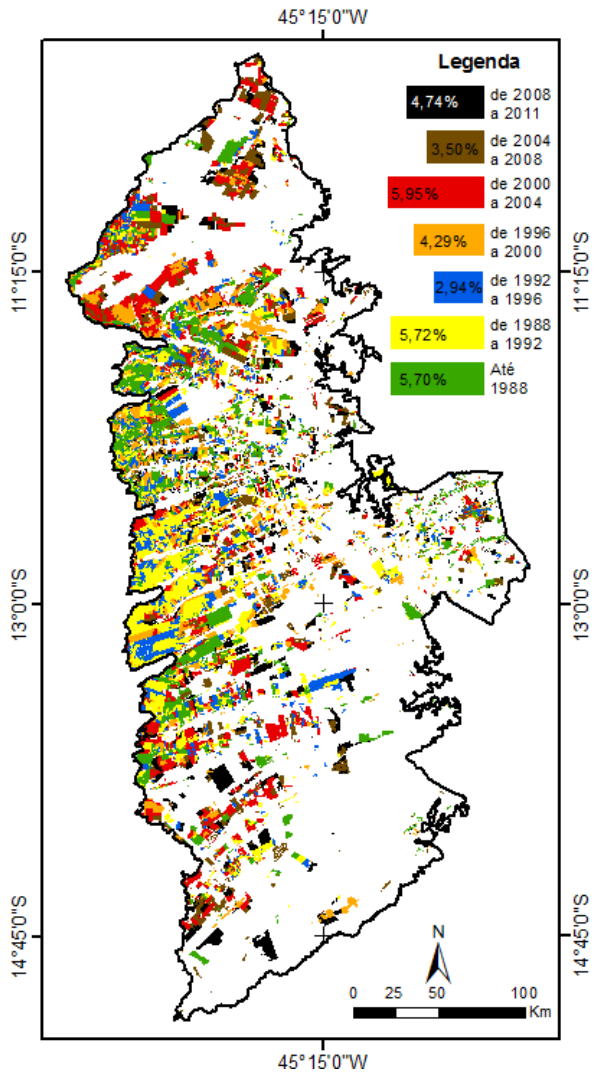 45°15'0"W
Legenda
4,74%
de 2008
a 2011
3,50%
de 2004
a 2008
5,95%
de 2000
a 2004
4,29%
de 1996
a 2000
2,94%
de 1992
a 1996
5,72%
de 1988
a 1992
5,70%
Até
1988
11°15'0"S
11°15'0"S
13°0'0"S
13°0'0"S
14°45'0"S
14°45'0"S
N
0 25 50 100
Km
45°15'0"W